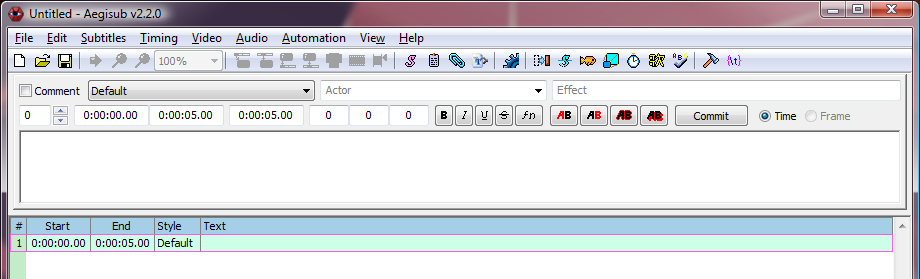 Untitled - Aegisub v2.2.0
File Edit Subtitles Timing Video Audio Automation View Help
100% S T {\t}
Comment Default Actor Effect
0 0:00:00.00 0:00:05.00 0:00:05.00 0 0 0 B I U S fn AB AB AB AB Commit Time Frame
# Start End Style Text
1 0:00:00.00 0:00:05.00 Default